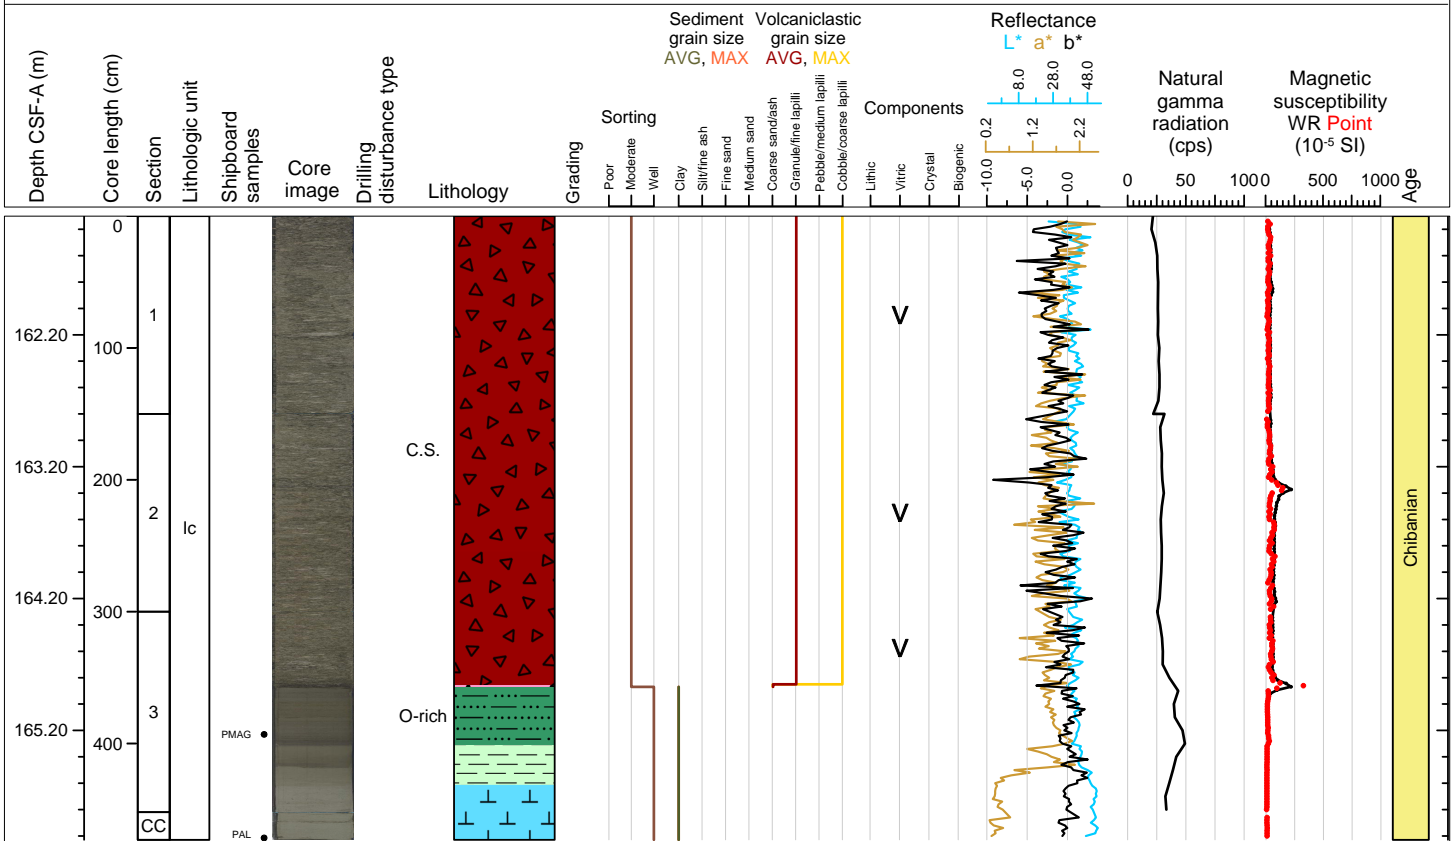 Depth CSF-A (m)
Core length (cm)
Section
Lithologic unit
Shipboard
samples
Core
image
Drilling
disturbance type
Lithology
Grading
Sorting
Poor
Moderate
Well
Sediment
grain size
AVG, MAX
Volcaniclastic
grain size
AVG, MAX
Clay
Silt/fine ash
Fine sand
Medium sand
Coarse sand/ash
Granule/fine lapilli
Pebble/medium lapilli
Cobble/coarse lapilli
Components
Lithic
Vitric
Crystal
Biogenic
Reflectance
L* a* b*
8.0 28.0 48.0
0.2 1.2 2.2
-10.0 -5.0 0.0
Natural
gamma
radiation
(cps)
0 50 100
Magnetic
susceptibility
WR Point
(10-5 SI)
0 500 1000
Age
0
1
V
162.20
100
C.S.
163.20
200
2
V
Ic
Chibanian
164.20
300
V
3
O-rich
165.20
PMAG
400
CC
PAL